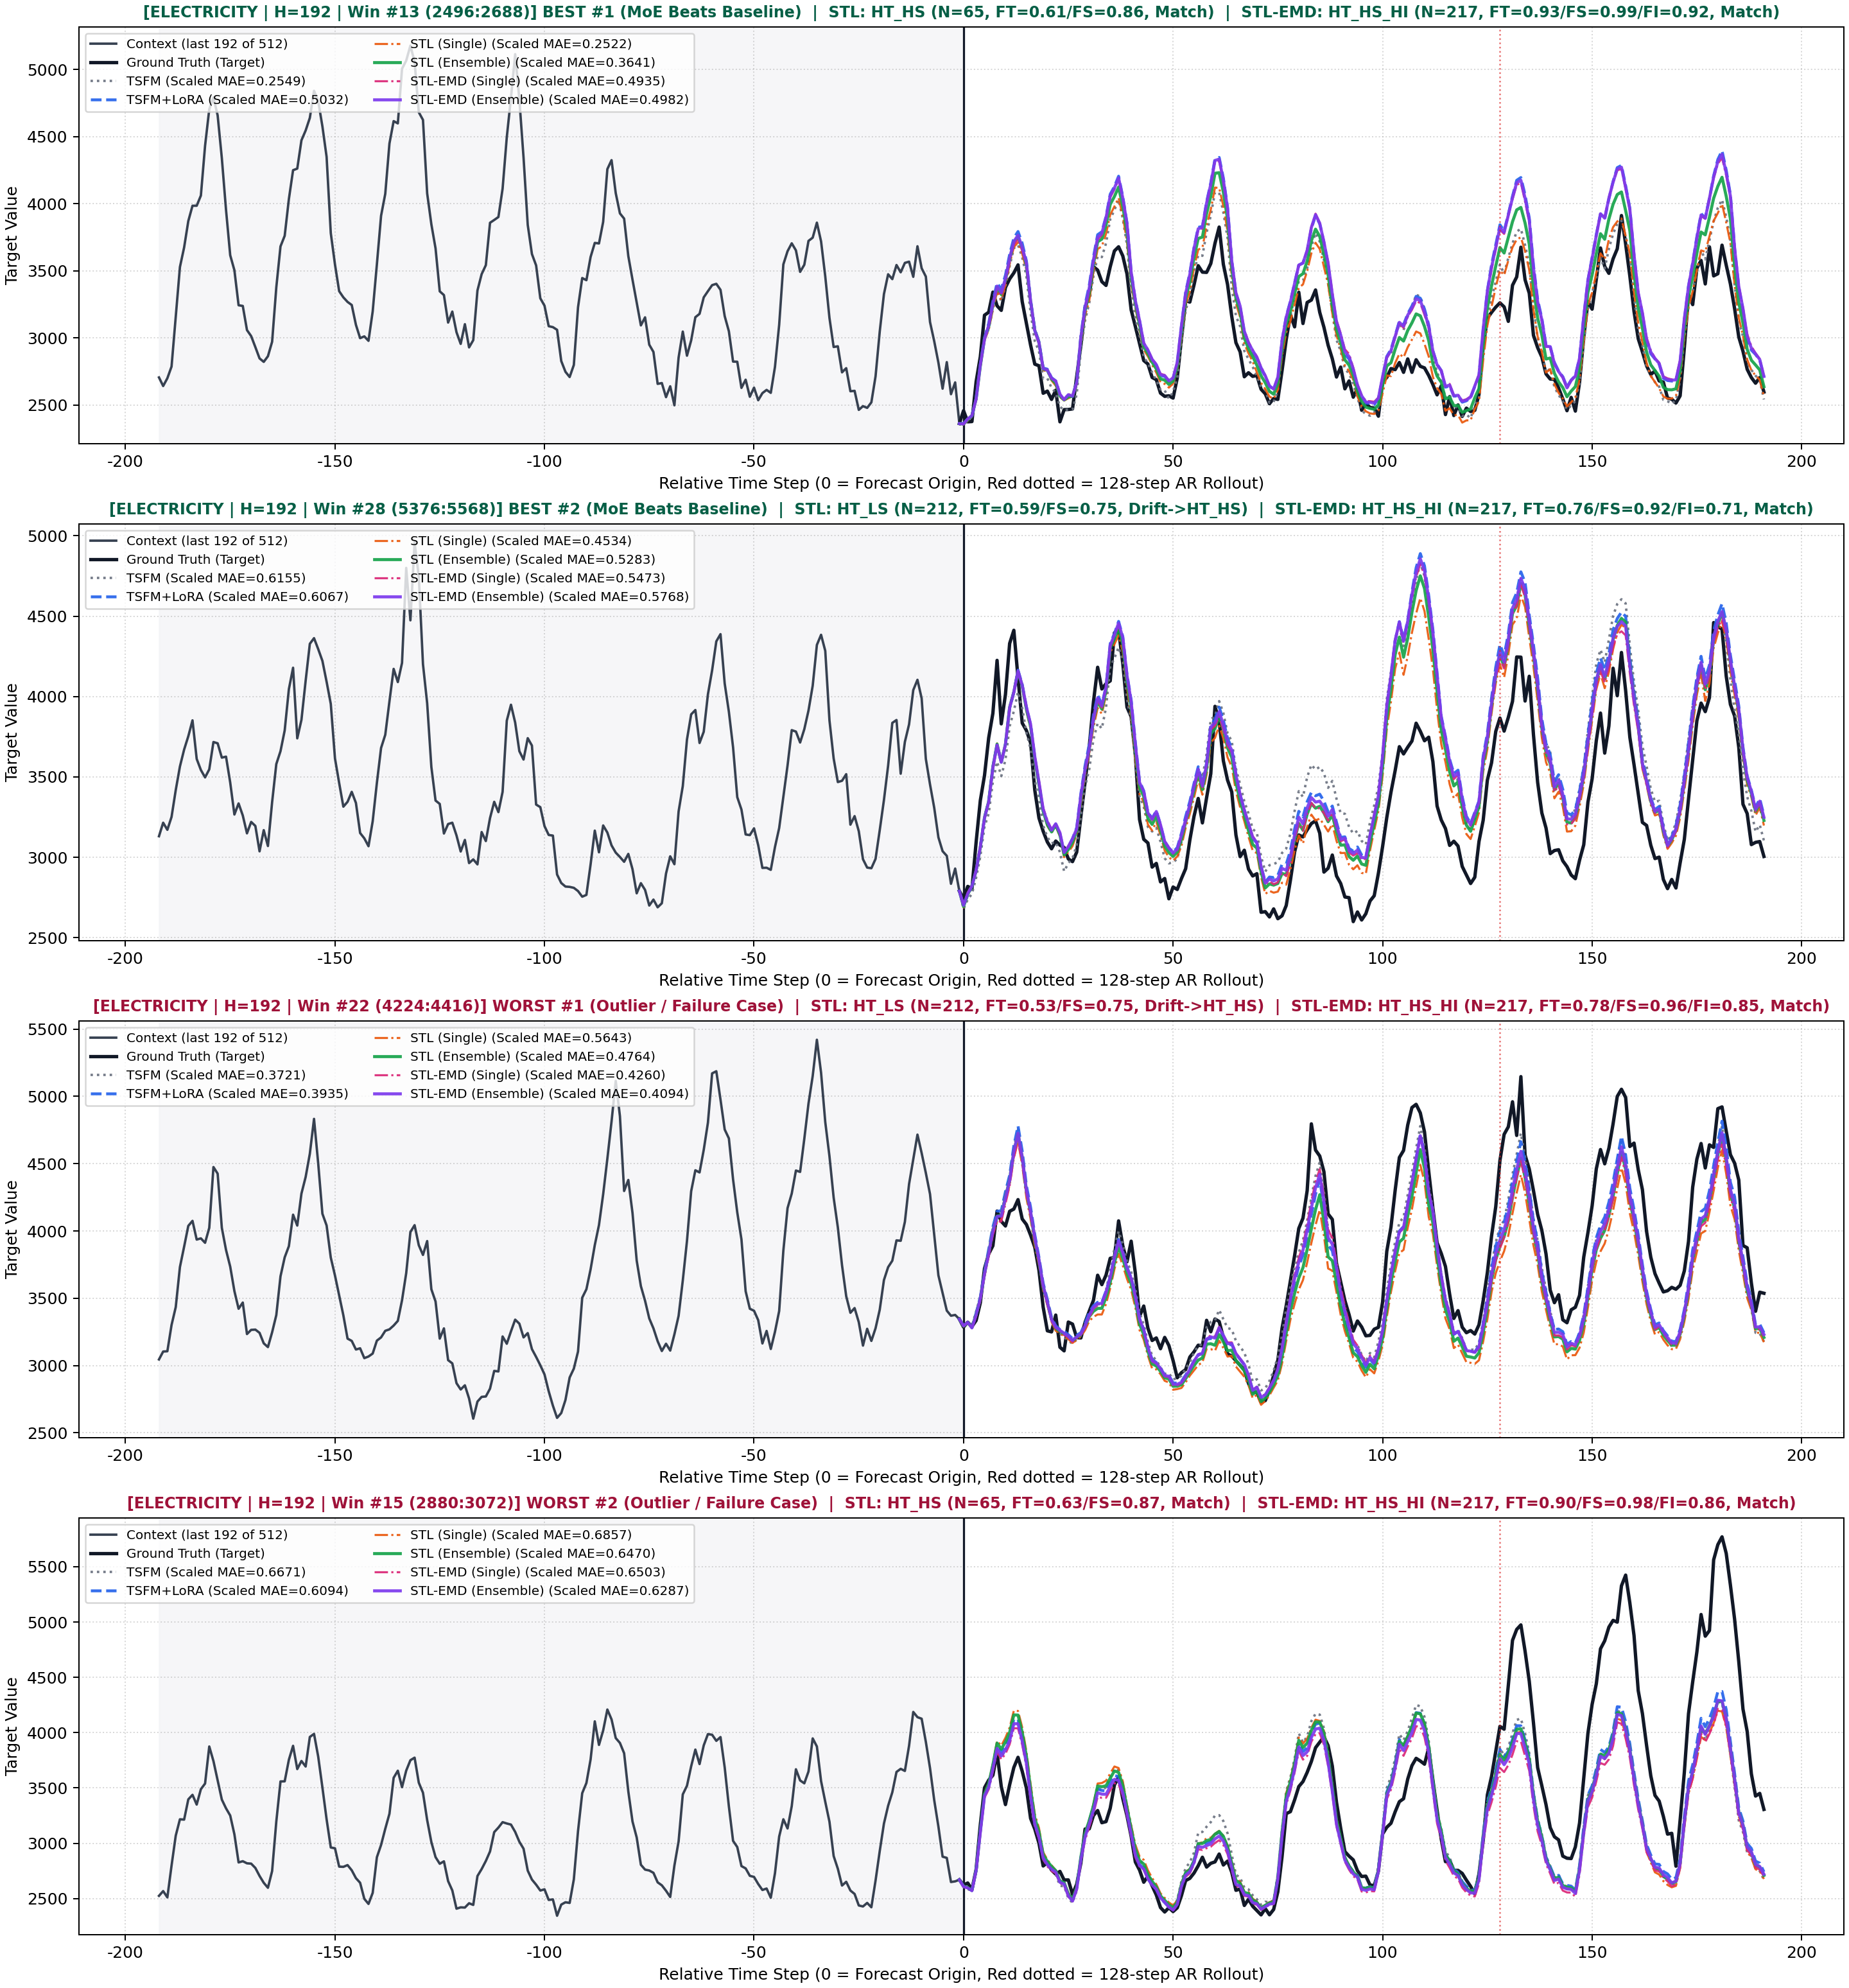 [ELECTRICITY | H=192 | Win #13 (2496:2688)] BEST #1 (MoE Beats Baseline) | STL: HT_HS (N=65, FT=0.61/FS=0.86, Match) | STL-EMD: HT_HS_HI (N=217, FT=0.93/FS=0.99/FI=0.92, Match)
Context (last 192 of 512)
Ground Truth (Target)
TSFM (Scaled MAE=0.2549)
TSFM+LoRA (Scaled MAE=0.5032)
STL (Single) (Scaled MAE=0.2522)
STL (Ensemble) (Scaled MAE=0.3641)
STL-EMD (Single) (Scaled MAE=0.4935)
STL-EMD (Ensemble) (Scaled MAE=0.4982)
Target Value
5000
4500
4000
3500
3000
2500
-200 -150 -100 -50 0 50 100 150 200
Relative Time Step (0 = Forecast Origin, Red dotted = 128-step AR Rollout)
[ELECTRICITY | H=192 | Win #28 (5376:5568)] BEST #2 (MoE Beats Baseline) | STL: HT_LS (N=212, FT=0.59/FS=0.75, Drift->HT_HS) | STL-EMD: HT_HS_HI (N=217, FT=0.76/FS=0.92/FI=0.71, Match)
Context (last 192 of 512)
Ground Truth (Target)
TSFM (Scaled MAE=0.6155)
TSFM+LoRA (Scaled MAE=0.6067)
STL (Single) (Scaled MAE=0.4534)
STL (Ensemble) (Scaled MAE=0.5283)
STL-EMD (Single) (Scaled MAE=0.5473)
STL-EMD (Ensemble) (Scaled MAE=0.5768)
Target Value
5000
4500
4000
3500
3000
2500
-200 -150 -100 -50 0 50 100 150 200
Relative Time Step (0 = Forecast Origin, Red dotted = 128-step AR Rollout)
[ELECTRICITY | H=192 | Win #22 (4224:4416)] WORST #1 (Outlier / Failure Case) | STL: HT_LS (N=212, FT=0.53/FS=0.75, Drift->HT_HS) | STL-EMD: HT_HS_HI (N=217, FT=0.78/FS=0.96/FI=0.85, Match)
Context (last 192 of 512)
Ground Truth (Target)
TSFM (Scaled MAE=0.3721)
TSFM+LoRA (Scaled MAE=0.3935)
STL (Single) (Scaled MAE=0.5643)
STL (Ensemble) (Scaled MAE=0.4764)
STL-EMD (Single) (Scaled MAE=0.4260)
STL-EMD (Ensemble) (Scaled MAE=0.4094)
Target Value
5500
5000
4500
4000
3500
3000
2500
-200 -150 -100 -50 0 50 100 150 200
Relative Time Step (0 = Forecast Origin, Red dotted = 128-step AR Rollout)
[ELECTRICITY | H=192 | Win #15 (2880:3072)] WORST #2 (Outlier / Failure Case) | STL: HT_HS (N=65, FT=0.63/FS=0.87, Match) | STL-EMD: HT_HS_HI (N=217, FT=0.90/FS=0.98/FI=0.86, Match)
Context (last 192 of 512)
Ground Truth (Target)
TSFM (Scaled MAE=0.6671)
TSFM+LoRA (Scaled MAE=0.6094)
STL (Single) (Scaled MAE=0.6857)
STL (Ensemble) (Scaled MAE=0.6470)
STL-EMD (Single) (Scaled MAE=0.6503)
STL-EMD (Ensemble) (Scaled MAE=0.6287)
Target Value
5500
5000
4500
4000
3500
3000
2500
-200 -150 -100 -50 0 50 100 150 200
Relative Time Step (0 = Forecast Origin, Red dotted = 128-step AR Rollout)